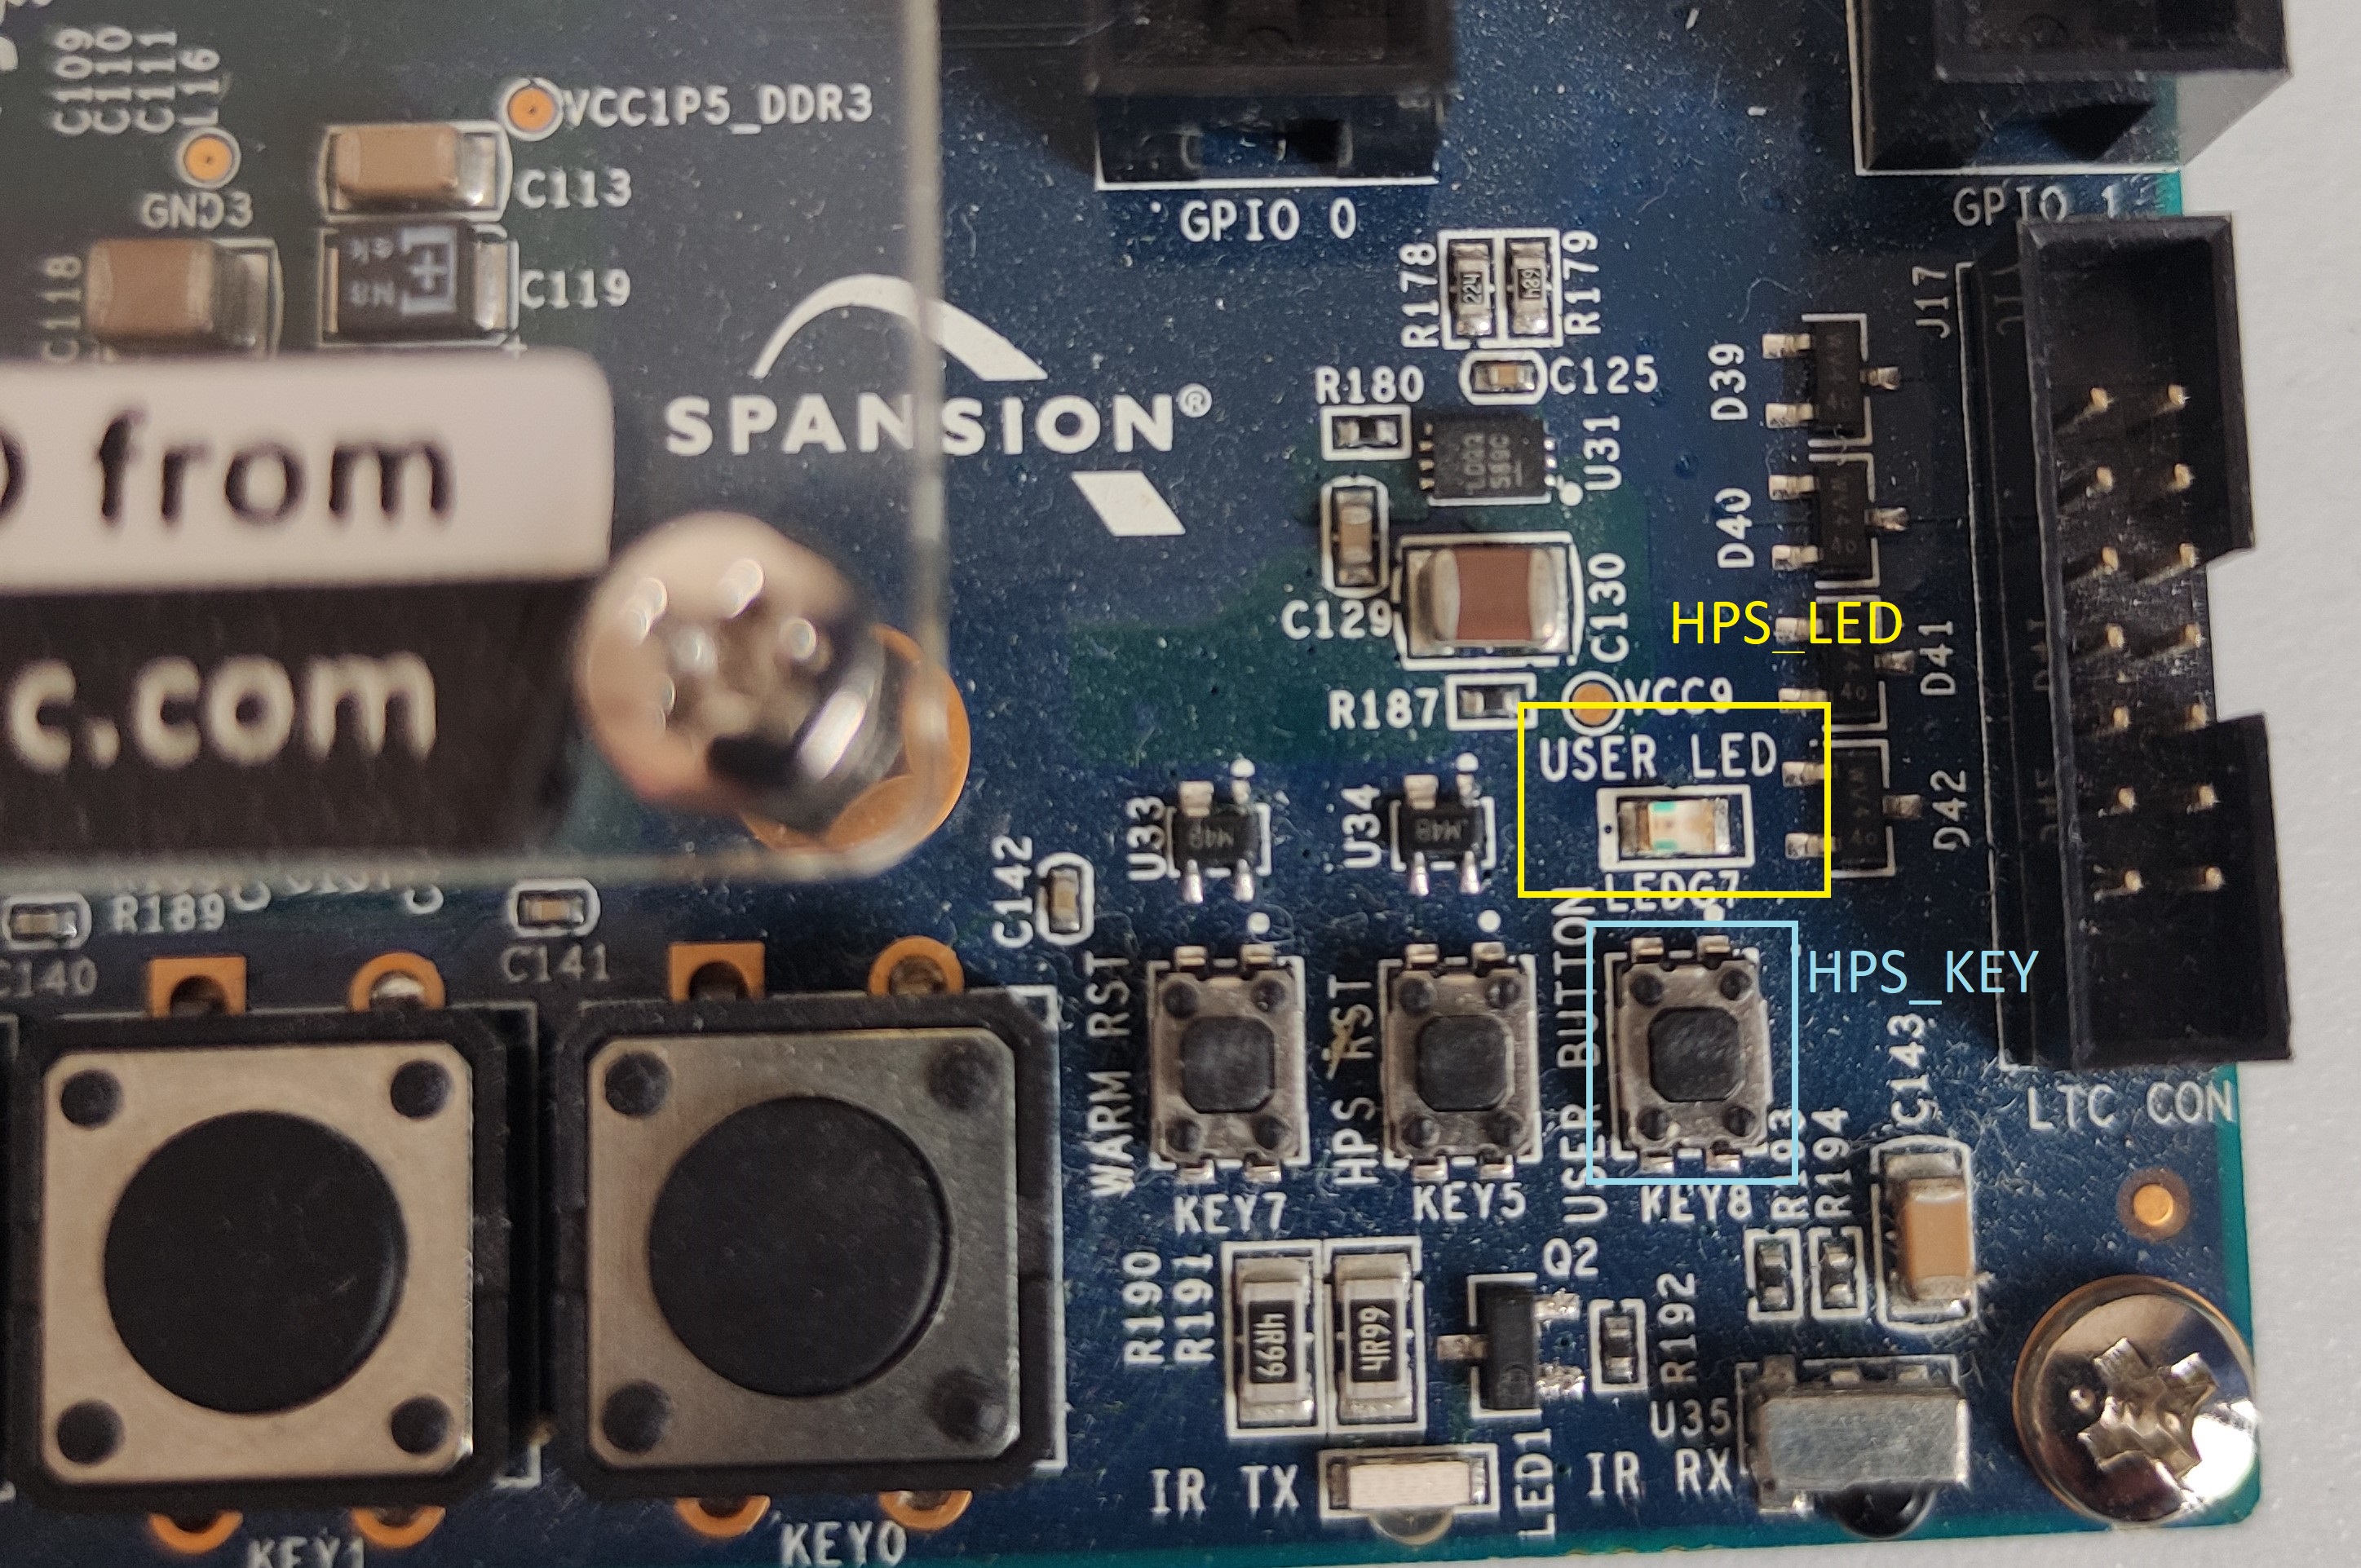 C109
C110
C111
L16
VCC1P5_DDR3
GND3
C113
C118
C119
GPIO 0
GPIO 1
R178
224
R179
J17
SPANSION®
R180
C125
D39
U31
from
c.com
D40
C129
C130
HPS_LED
D41
R187
VCC9
USER LED
U33
U34
D42
LEDG7
C142
R189
C140
C141
WARM RST
HPS RST
USER BUTTON
HPS_KEY
C143
LTC CON
KEY7
KEY5
KEY8
R193
R194
R190
R191
4R99
4R99
Q2
R192
U35
IR TX
LED1
IR RX
KEY1
KEY0